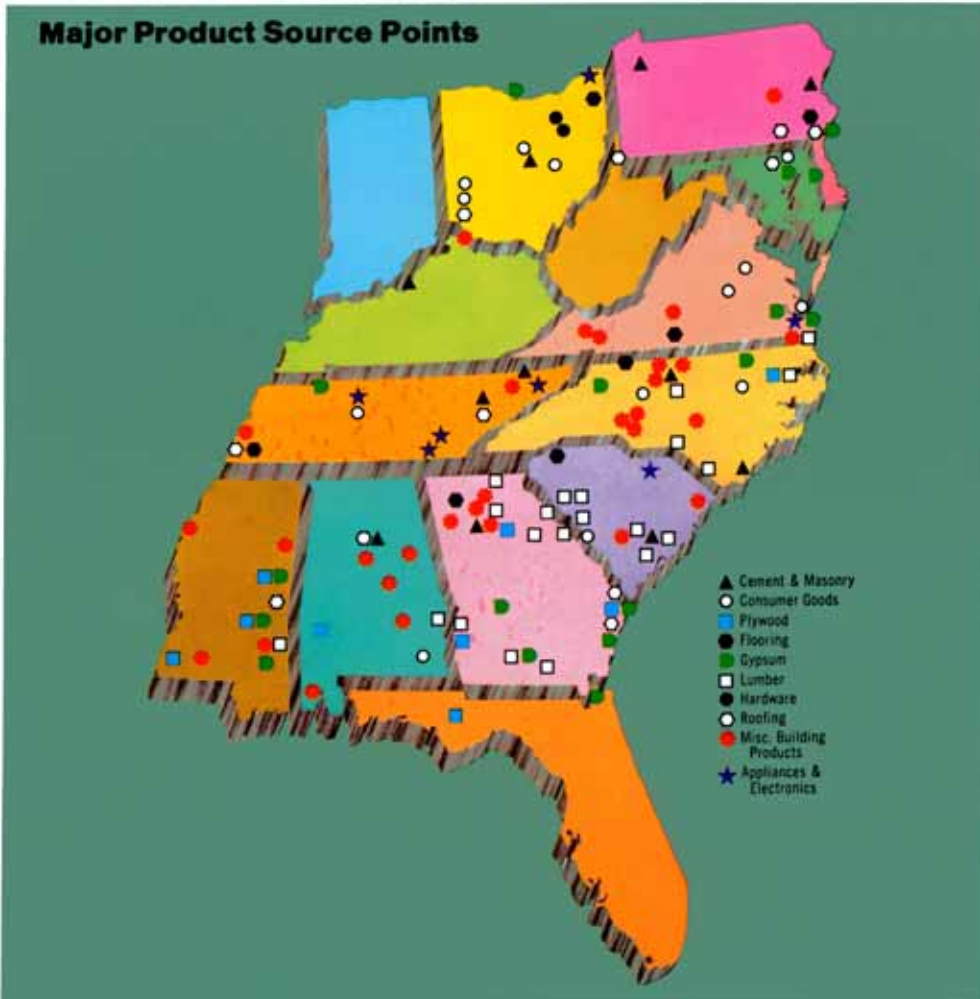 Major Product Source Points
Cement & Masonry
Consumer Goods
Plywood
Flooring
Gypsum
Lumber
Hardware
Roofing
Misc. Building
Products
Appliances &
Electronics